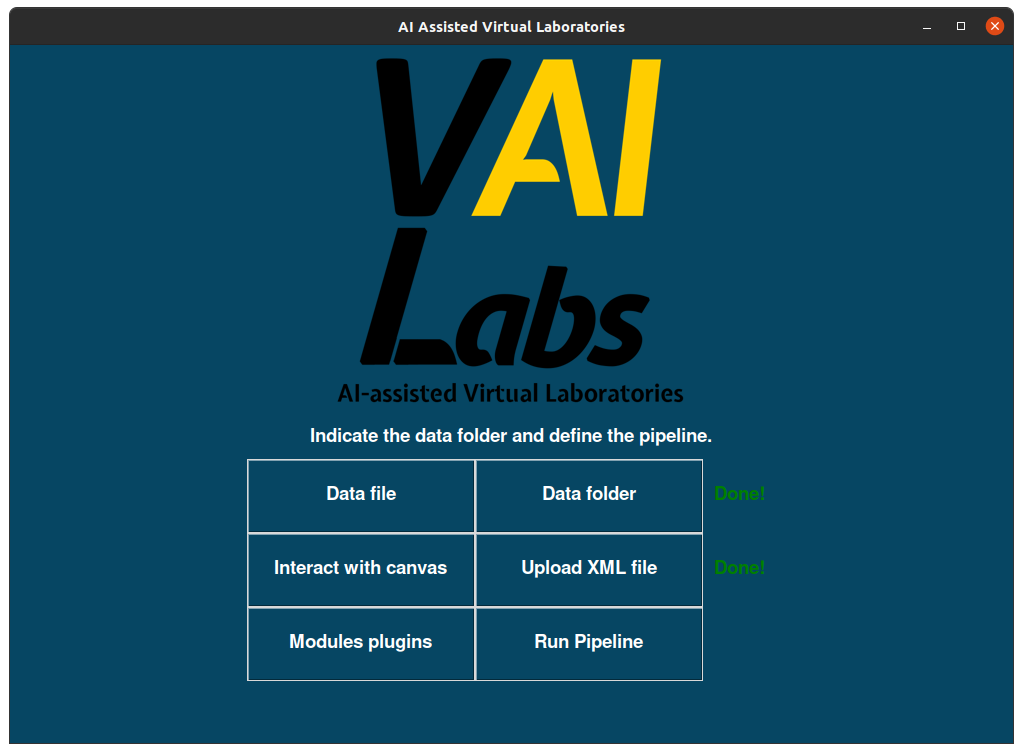 AI Assisted Virtual Laboratories
VAI
Labs
AI-assisted Virtual Laboratories
Indicate the data folder and define the pipeline.
Data file Data folder Done!
Interact with canvas Upload XML file Done!
Modules plugins Run Pipeline